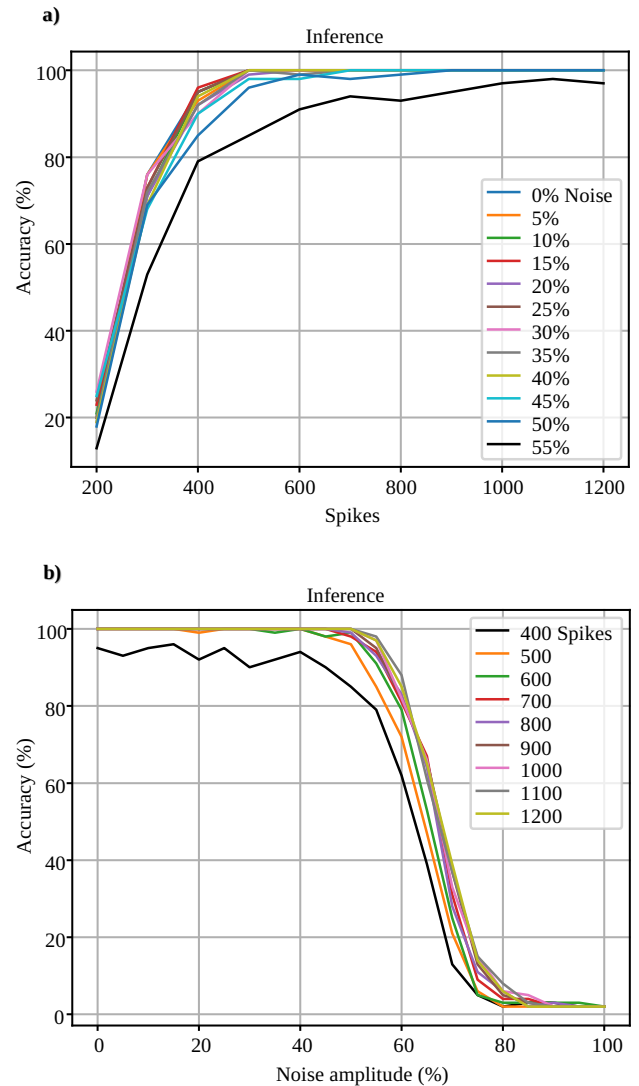 a)
Inference
100
80
60
40
20
Accuracy (%)
0% Noise
5%
10%
15%
20%
25%
30%
35%
40%
45%
50%
55%
200 400 600 800 1000 1200
Spikes
b)
Inference
100
80
60
40
20
0
Accuracy (%)
400 Spikes
500
600
700
800
900
1000
1100
1200
0 20 40 60 80 100
Noise amplitude (%)